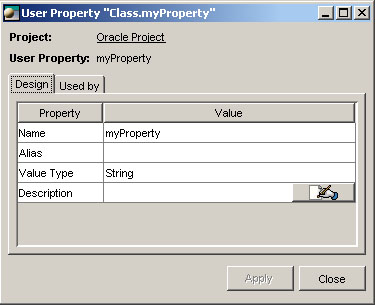 User Property "Class.myProperty"
Project: Oracle Project
User Property: myProperty
Design Used by
Property Value
Name myProperty
Alias
Value Type String
Description
Apply Close